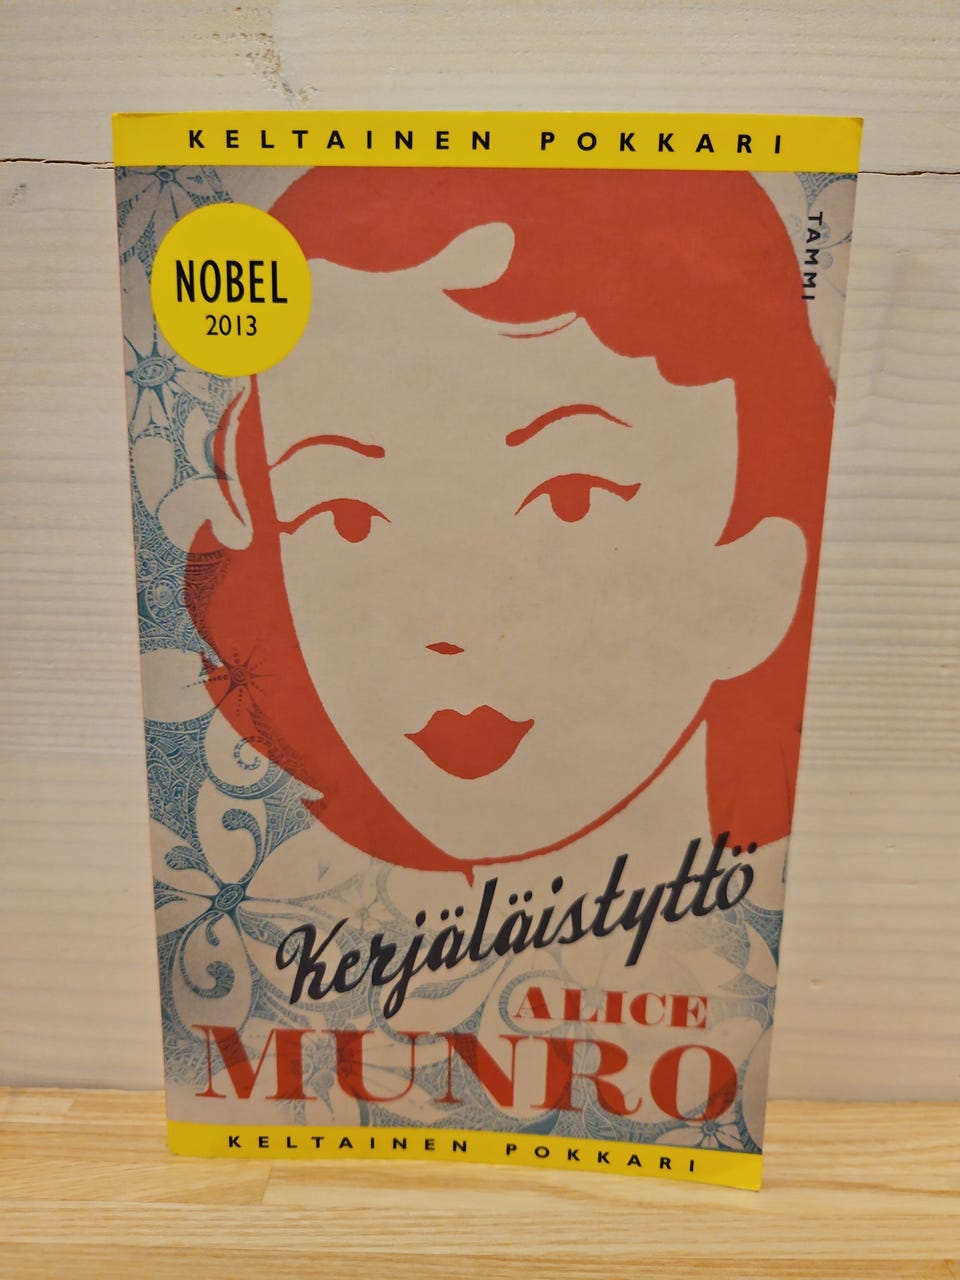 KELTAINEN POKKARI
TAMMI
NOBEL
2013
Kerjäläistyttö
ALICE
MUNRO
KELTAINEN POKKARI